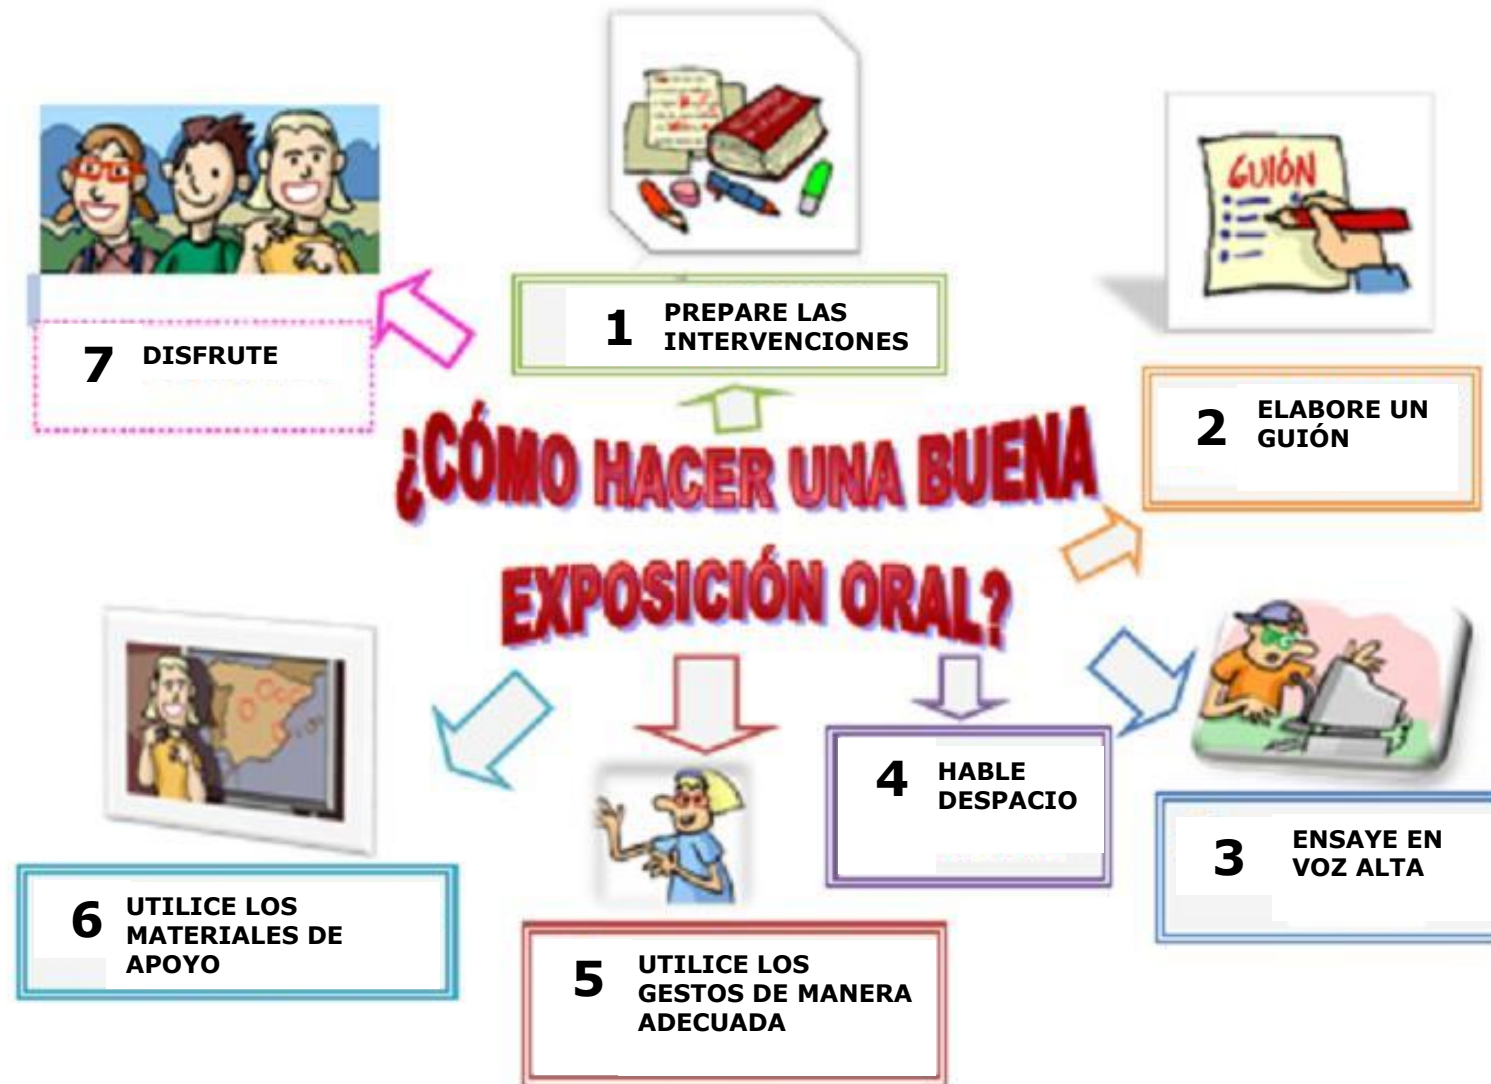 ¿CÓMO HACER UNA BUENA
EXPOSICIÓN ORAL?
1 PREPARE LAS
INTERVENCIONES
GUIÓN
2 ELABORE UN
GUIÓN
3 ENSAYE EN
VOZ ALTA
4 HABLE
DESPACIO
5 UTILICE LOS
GESTOS DE MANERA
ADECUADA
6 UTILICE LOS
MATERIALES DE
APOYO
7 DISFRUTE